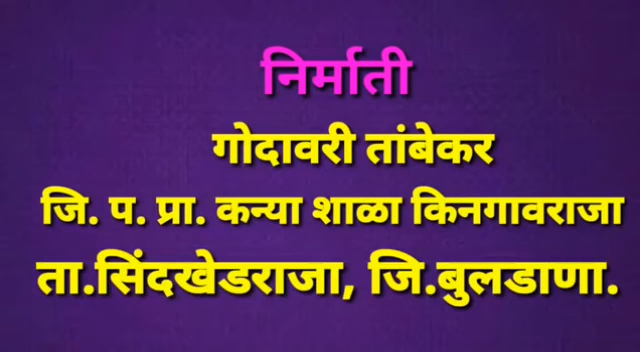 निर्माती
गोदावरी तांबेकर
जि. प. प्रा. कन्या शाळा किनगावराजा
ता.सिंदखेडराजा, जि.बुलडाणा.